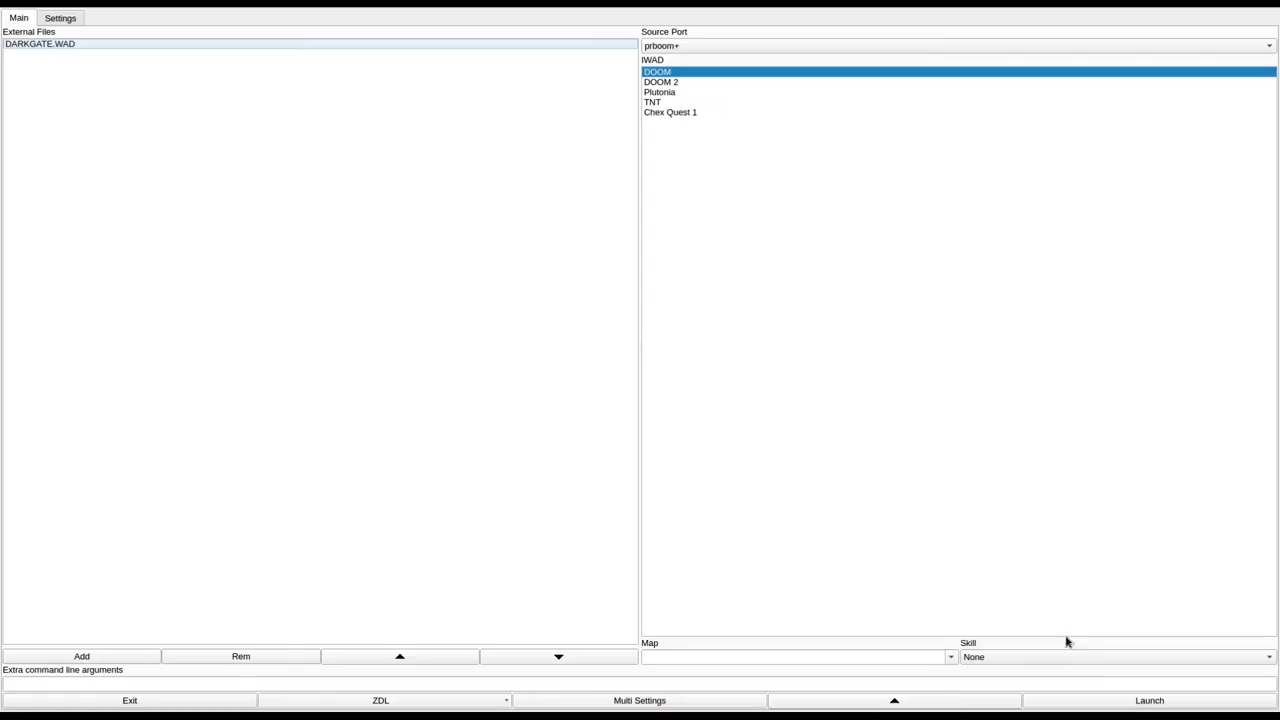 Main Settings
External Files
DARKGATE.WAD
Source Port
prboom+
IWAD
DOOM
DOOM 2
Plutonia
TNT
Chex Quest 1
Map Skill
None
Add Rem
Extra command line arguments
Exit ZDL Multi Settings Launch